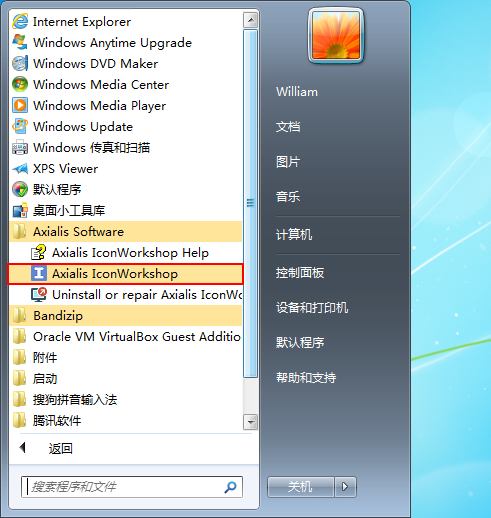 Internet Explorer
Windows Anytime Upgrade
Windows DVD Maker
Windows Media Center
Windows Media Player
Windows Update
Windows 传真和扫描
XPS Viewer
默认程序
桌面小工具库
Axialis Software
Axialis IconWorkshop Help
Axialis IconWorkshop
Uninstall or repair Axialis IconWo
Bandizip
Oracle VM VirtualBox Guest Additio
附件
启动
搜狗拼音输入法
腾讯软件
返回
搜索程序和文件
William
文档
图片
音乐
计算机
控制面板
设备和打印机
默认程序
帮助和支持
关机